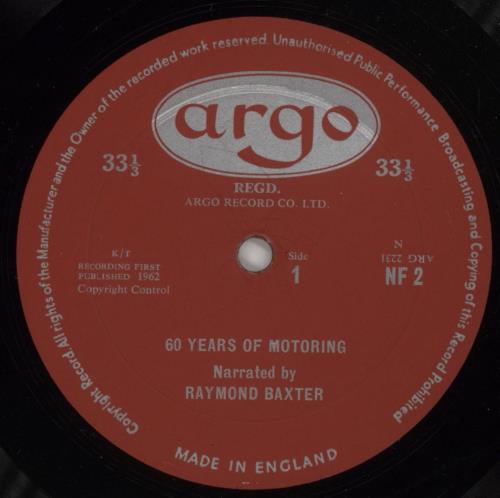 Copyright Record All rights of the Manufacturer and the Owner of the recorded work reserved. Unauthorised Public Performance Broadcasting and Copying of this Record Prohibited
argo
33⅓
33⅓
REGD.
ARGO RECORD CO. LTD.
K/T
RECORDING FIRST
PUBLISHED 1962
Copyright Control
Side
1
N
ARG 2231
NF 2
60 YEARS OF MOTORING
Narrated by
RAYMOND BAXTER
MADE IN ENGLAND